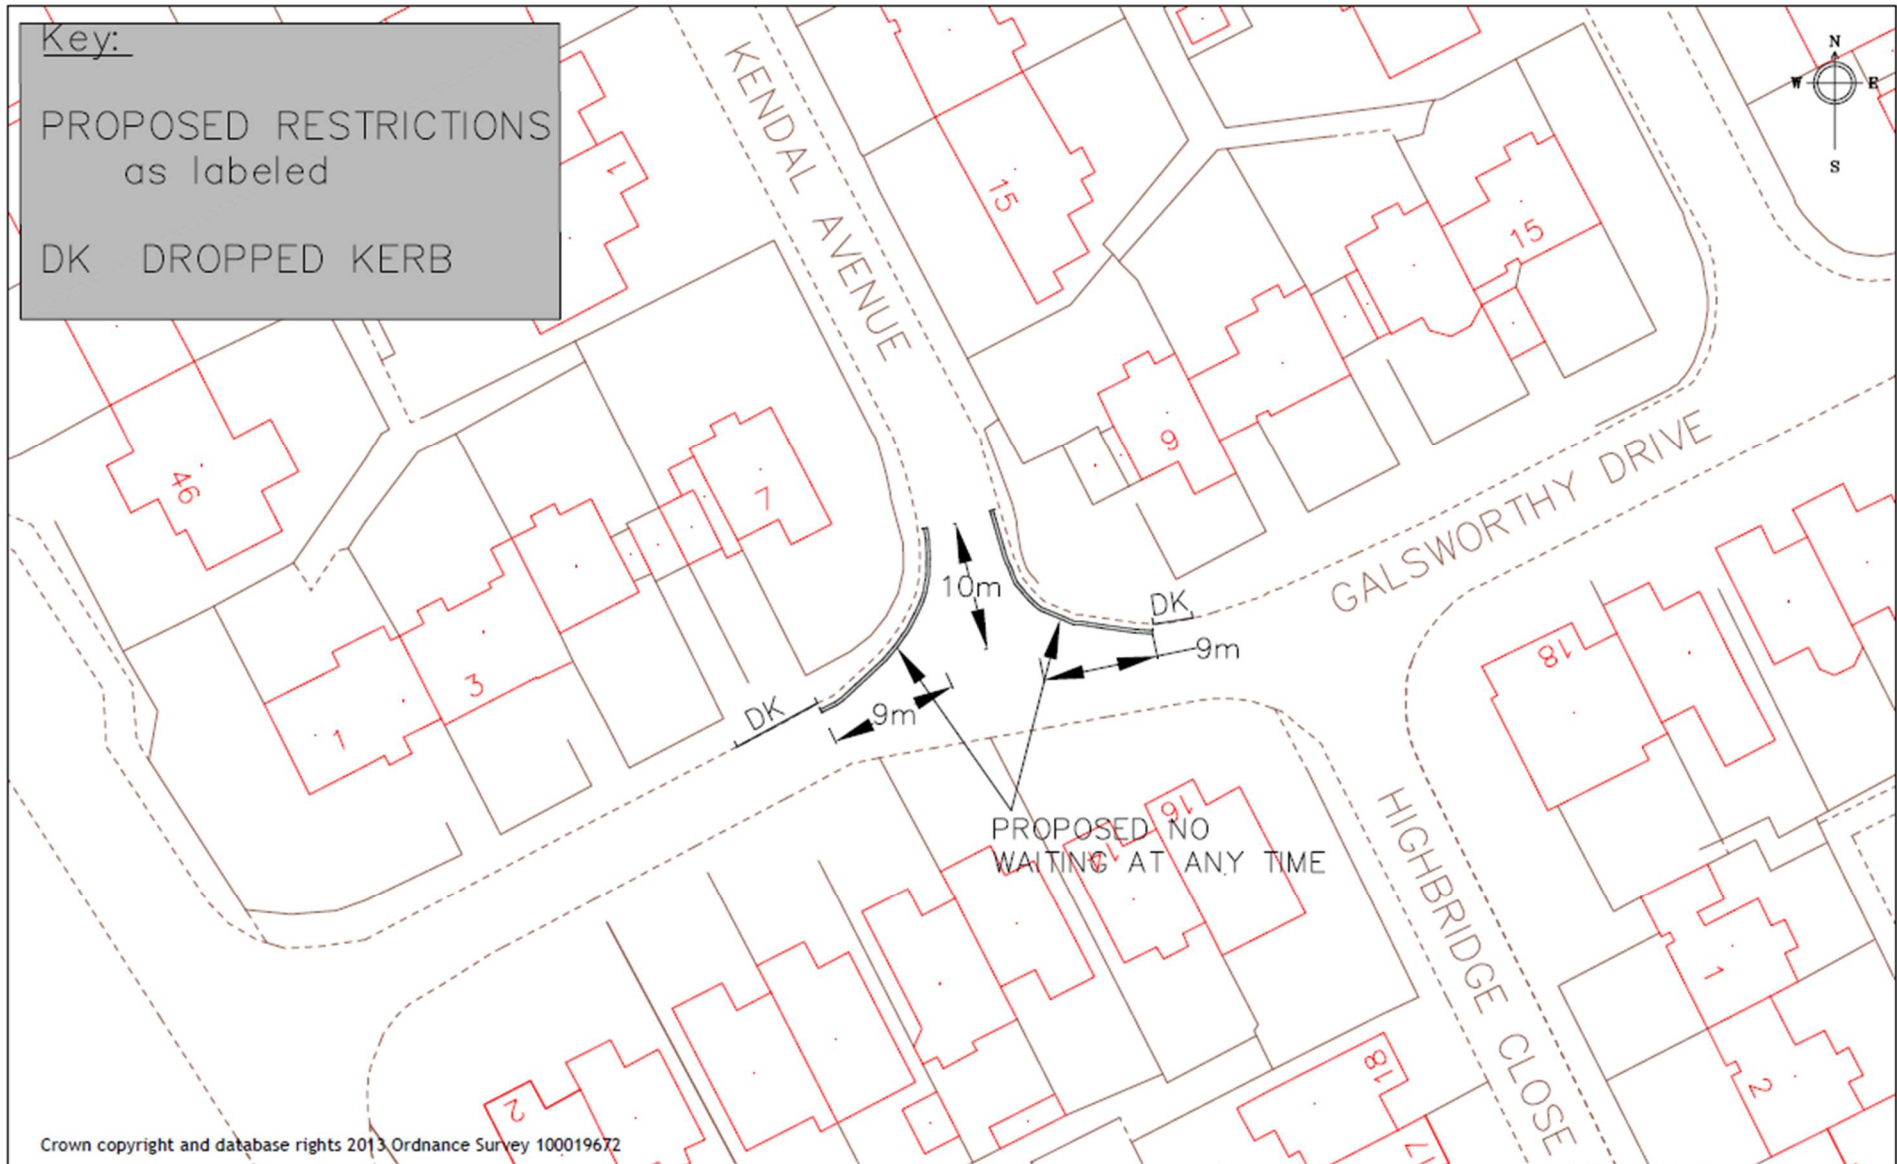 Key:
PROPOSED RESTRICTIONS
as labeled
DK DROPPED KERB
KENDAL AVENUE
N
W E
S
1
15
15
9
46
7
GALSWORTHY DRIVE
10m
DK
9m
18
3
1
DK
9m
PROPOSED NO
WAITING AT ANY TIME
16
14
HIGHBRIDGE CLOSE
1
2
18
2
17
Crown copyright and database rights 2013 Ordnance Survey 100019672